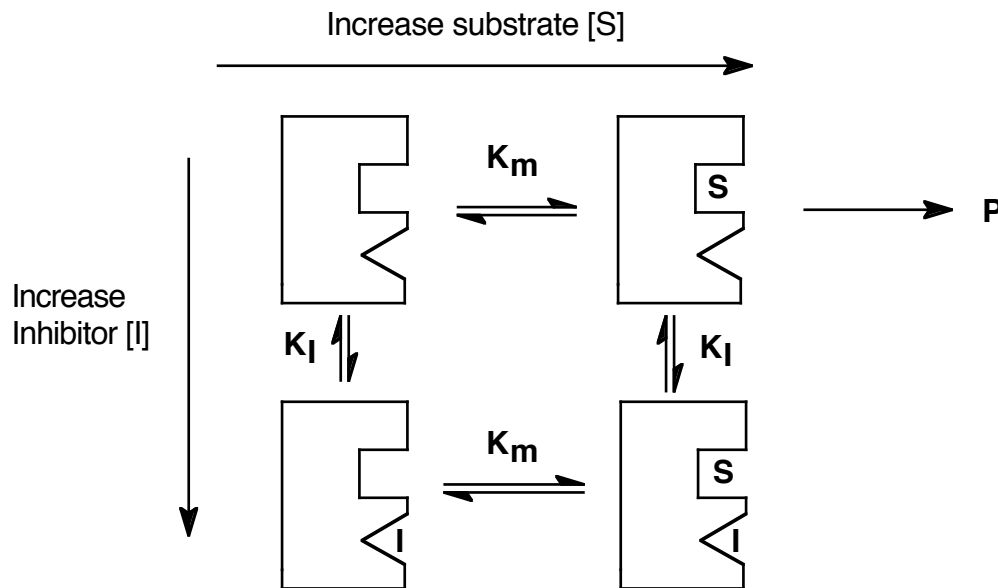 Increase substrate [S]
Km
S
P
Increase
Inhibitor [I]
KI
KI
Km
S
I
I